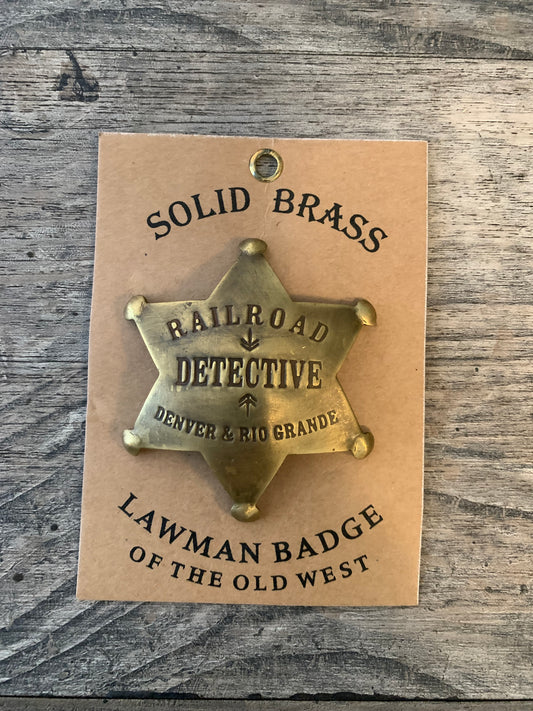 SOLID BRASS
RAILROAD
DETECTIVE
DENVER & RIO GRANDE
LAWMAN BADGE
OF THE OLD WEST